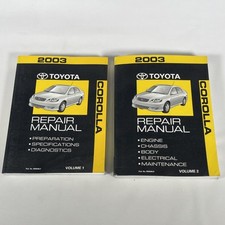 2003
TOYOTA
COROLLA
REPAIR
MANUAL
•PREPARATION
•SPECIFICATIONS
•DIAGNOSTICS
VOLUME 1
2003
TOYOTA
COROLLA
REPAIR
MANUAL
•ENGINE
•CHASSIS
•BODY
•ELECTRICAL
•MAINTENANCE
VOLUME 2